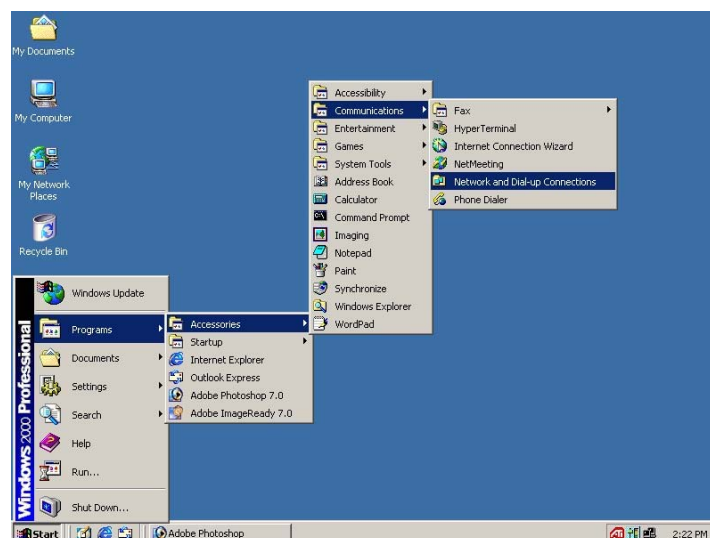 My Documents
My Computer
My Network
Places
Recycle Bin
Windows 2000 Professional
Windows Update
Programs
Documents
Settings
Search
Help
Run...
Shut Down...
Accessories
Startup
Internet Explorer
Outlook Express
Adobe Photoshop 7.0
Adobe ImageReady 7.0
Accessibility
Communications
Entertainment
Games
System Tools
Address Book
Calculator
Command Prompt
Imaging
Notepad
Paint
Synchronize
Windows Explorer
WordPad
Fax
HyperTerminal
Internet Connection Wizard
NetMeeting
Network and Dial-up Connections
Phone Dialer
Start
Adobe Photoshop
2:22 PM